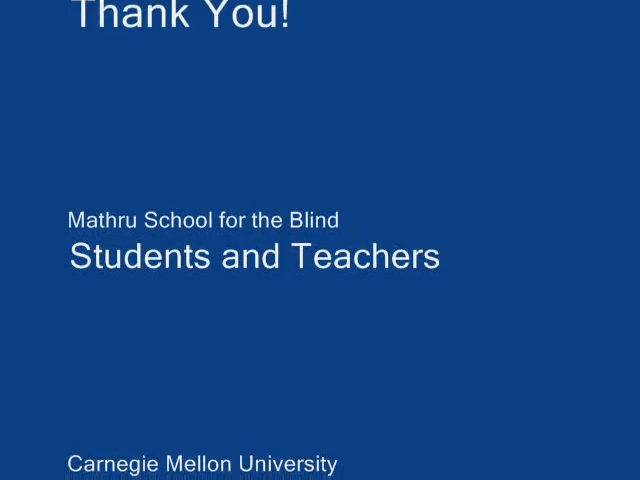 Thank You!
Mathru School for the Blind
Students and Teachers
Carnegie Mellon University